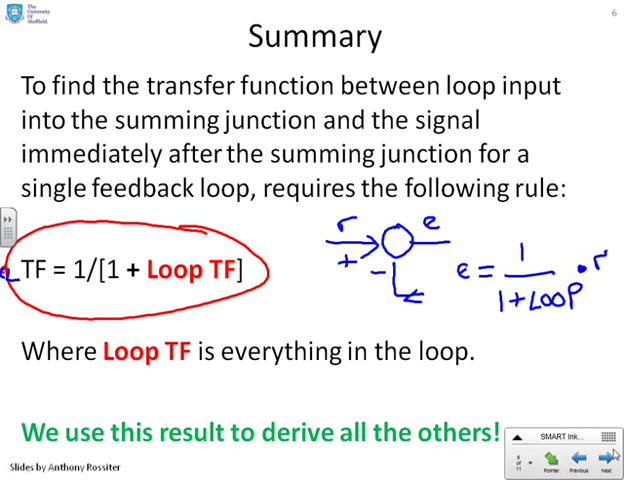 The
University
Of
Sheffield.
6
Summary
To find the transfer function between loop input
into the summing junction and the signal
immediately after the summing junction for a
single feedback loop, requires the following rule:
r e
+
-
TF = 1/[1 + Loop TF]
e = 1 / 1+LOOP . r
Where Loop TF is everything in the loop.
We use this result to derive all the others!
SMART Ink...
6
of
11
Pointer Previous Next
Slides by Anthony Rossiter